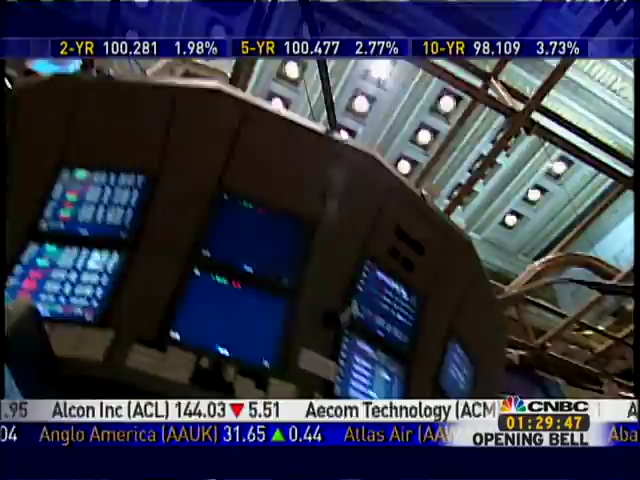 2-YR 100.281 1.98% 5-YR 100.477 2.77% 10-YR 98.109 3.73%
.95 Alcon Inc (ACL) 144.03 ▼ 5.51 Aecom Technology (ACM
CNBC
04 Anglo America (AAUK) 31.65 ▲ 0.44 Atlas Air (AAW
01:29:47
OPENING BELL